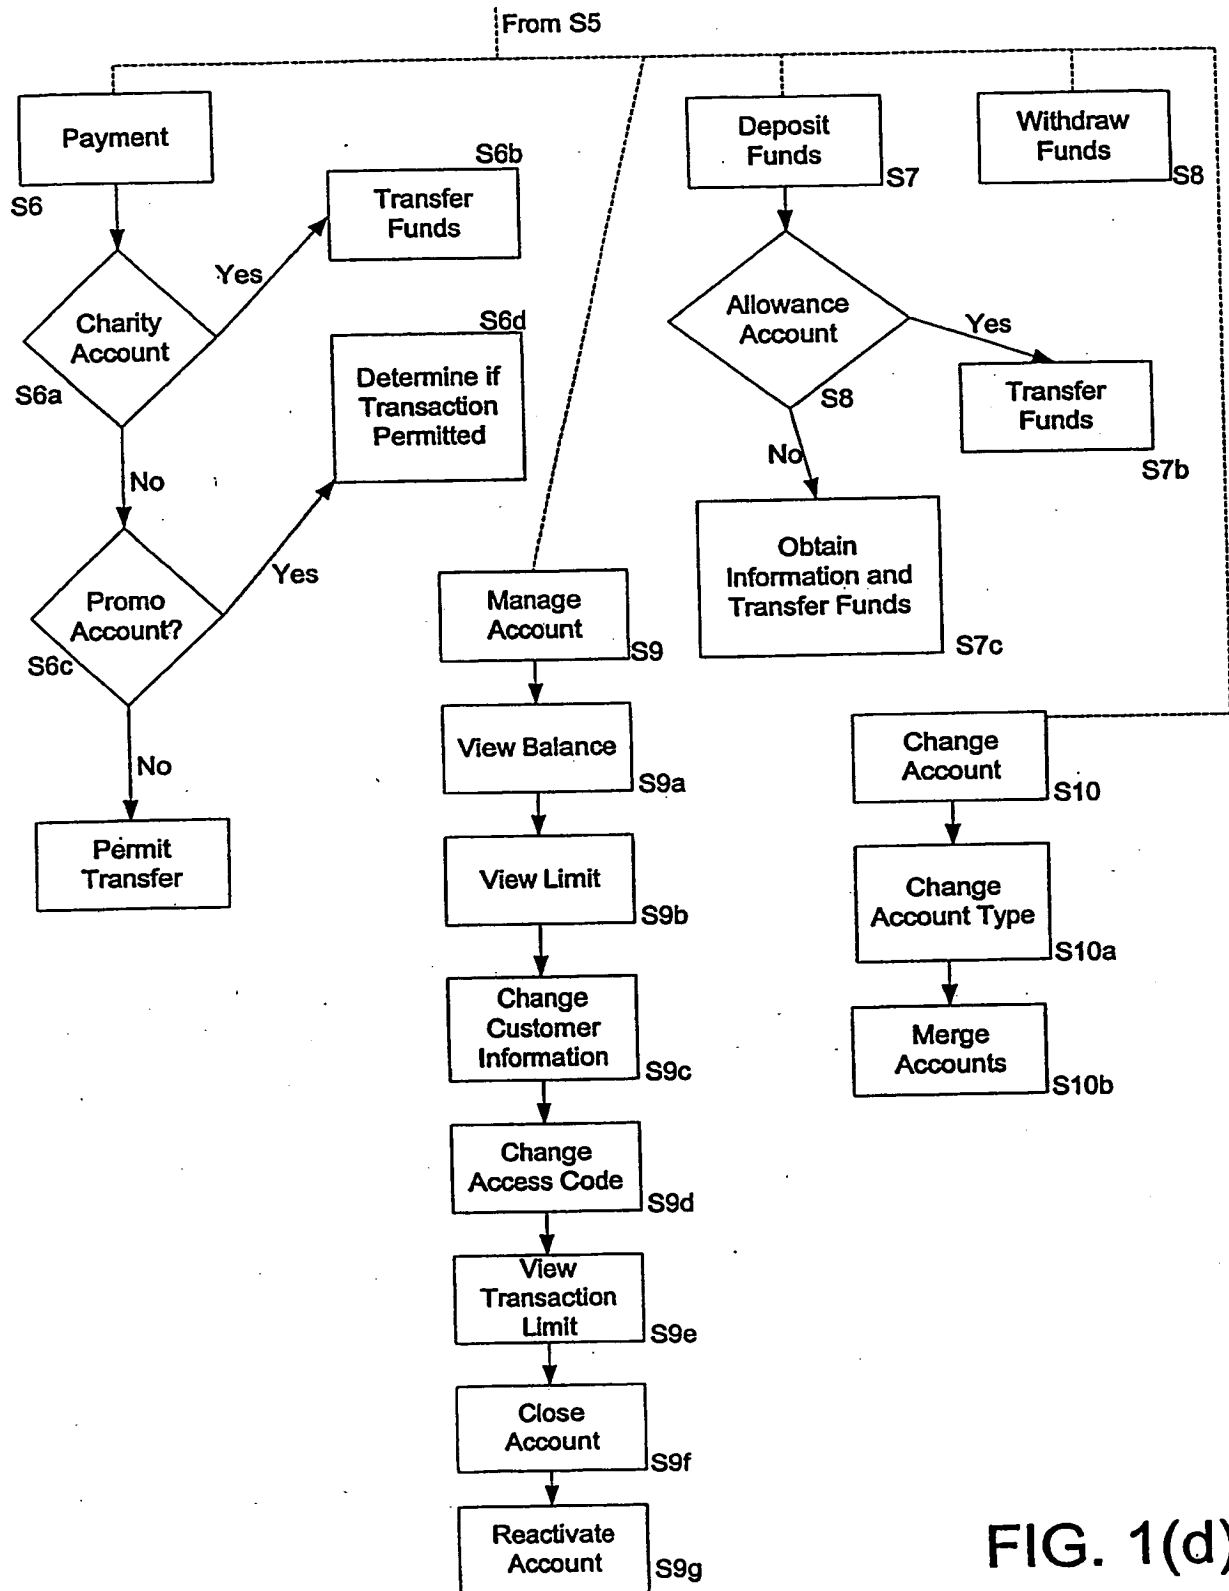 From S5
Payment
S6
Charity
Account
S6a
Yes
S6b
Transfer
Funds
No
Promo
Account?
S6c
Yes
S6d
Determine if
Transaction
Permitted
No
Permit
Transfer
Manage
Account
S9
View Balance
S9a
View Limit
S9b
Change
Customer
Information
S9c
Change
Access Code
S9d
View
Transaction
Limit
S9e
Close
Account
S9f
Reactivate
Account
S9g
Deposit
Funds
S7
Allowance
Account
S8
Yes
Transfer
Funds
S7b
No
Obtain
Information and
Transfer Funds
S7c
Withdraw
Funds
S8
Change
Account
S10
Change
Account Type
S10a
Merge
Accounts
S10b
FIG. 1(d)